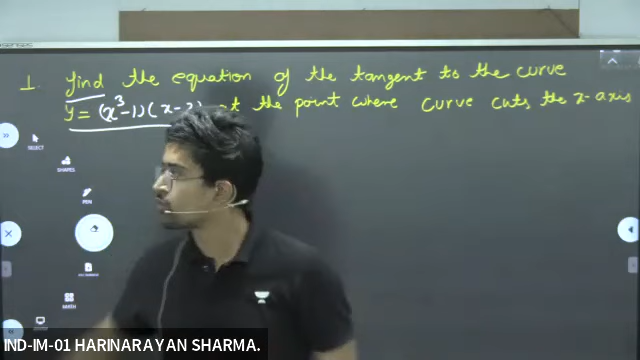 senses
1. find the equation of the tangent to the curve
y = (x³-1)(x-2) at the point where curve cuts the x-axis
SELECT
SHAPES
PEN
MATH
IND-IM-01 HARINARAYAN SHARMA.